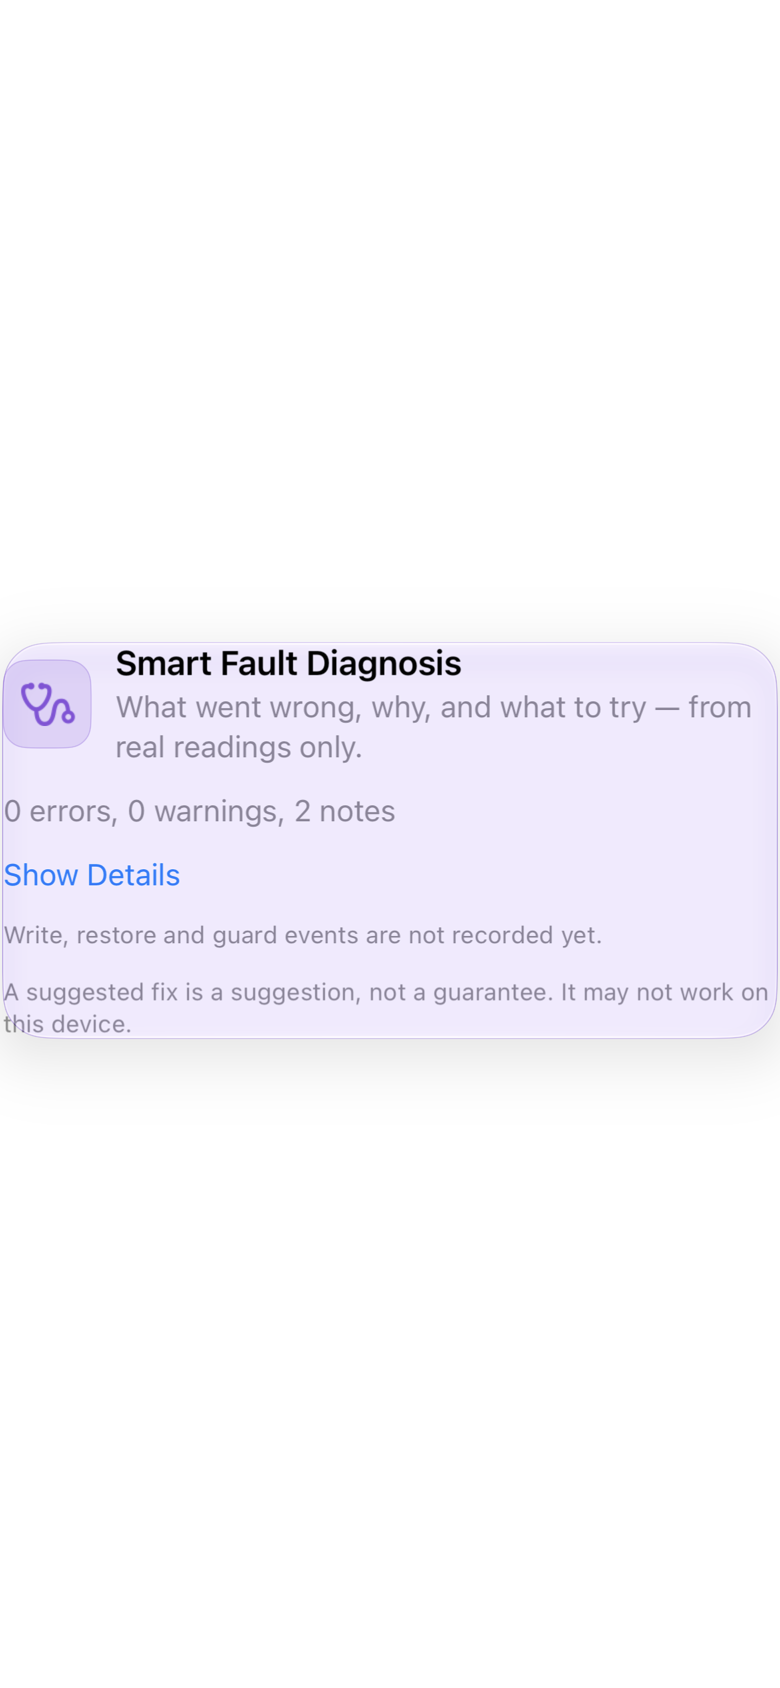 Smart Fault Diagnosis
What went wrong, why, and what to try — from
real readings only.
0 errors, 0 warnings, 2 notes
Show Details
Write, restore and guard events are not recorded yet.
A suggested fix is a suggestion, not a guarantee. It may not work on
this device.